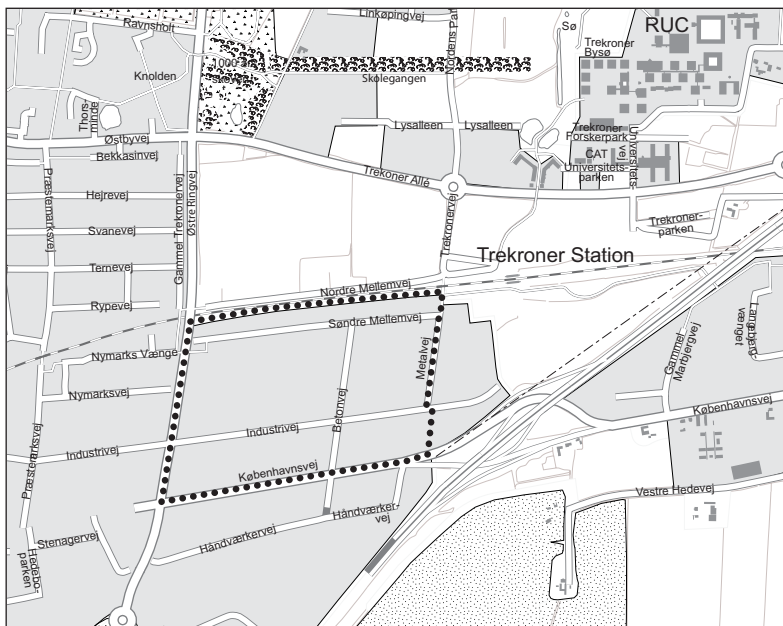 Ravnsholt
Linköpingvej
Nordens Park
Sø
RUC
Trekroner
Bysø
Knolden
Skolegangen
Thors-
minde
Lysalleen
Lysalleen
Trekroner
Forskerpark
Østbyvej
Bekkasinvej
CAT
Universitets-
parken
Universitets-
vej
Trekoner Allé
Præstemarksvej
Hejrevej
Gammel Trekronervej
Østre Ringvej
Trekronervej
Trekroner-
parken
Svanevej
Ternevej
Trekroner Station
Nordre Mellemvej
Rypevej
Søndre Mellemvej
Nymarks Vænge
Metalvej
Betonvej
Gammel
Marbjergvej
Langebjerg
vænget
Nymarksvej
Københavnsvej
Industrivej
Industrivej
Præstemarksvej
Københavnsvej
Vestre Hedevej
Håndværker-
vej
Stenagervej
Håndværkervej
Hedebo-
parken